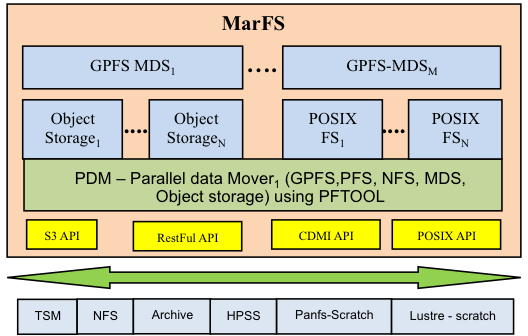 MarFS
GPFS MDS1 .... GPFS-MDSM
Object Storage1 .... Object StorageN POSIX FS1 .... POSIX FSN
PDM – Parallel data Mover1 (GPFS,PFS, NFS, MDS,
Object storage) using PFTOOL
S3 API RestFul API CDMI API POSIX API
TSM NFS Archive HPSS Panfs-Scratch Lustre - scratch